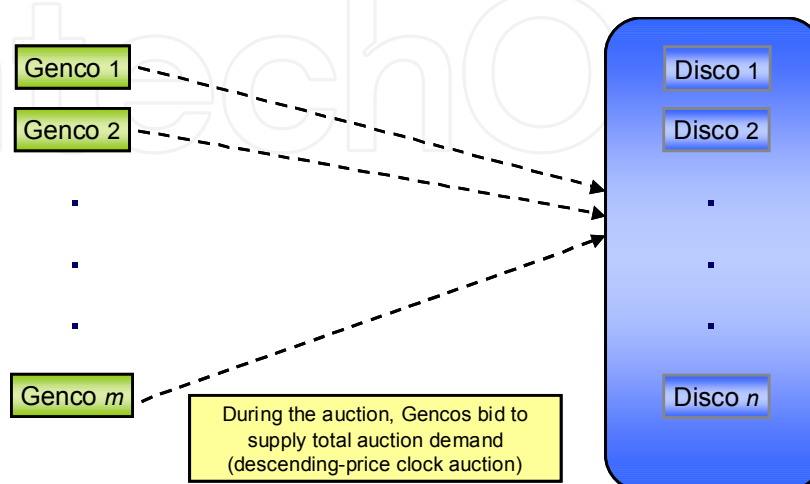 Genco 1
Genco 2
Genco m
Disco 1
Disco 2
Disco n
During the auction, Gencos bid to
supply total auction demand
(descending-price clock auction)